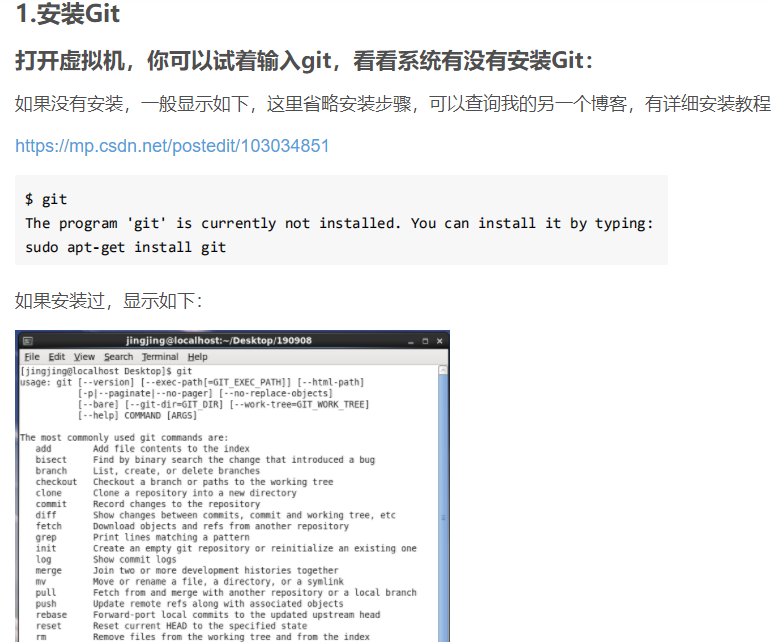 1.安装Git
打开虚拟机，你可以试着输入git，看看系统有没有安装Git：
如果没有安装，一般显示如下，这里省略安装步骤，可以查询我的另一个博客，有详细安装教程
https://mp.csdn.net/postedit/103034851
$ git
The program 'git' is currently not installed. You can install it by typing:
sudo apt-get install git
如果安装过，显示如下：
jingjing@localhost:~/Desktop/190908
File Edit View Search Terminal Help
[jingjing@localhost Desktop]$ git
usage: git [--version] [--exec-path[=GIT_EXEC_PATH]] [--html-path]
[-p|--paginate|--no-pager] [--no-replace-objects]
[--bare] [--git-dir=GIT_DIR] [--work-tree=GIT_WORK_TREE]
[--help] COMMAND [ARGS]
The most commonly used git commands are:
add Add file contents to the index
bisect Find by binary search the change that introduced a bug
branch List, create, or delete branches
checkout Checkout a branch or paths to the working tree
clone Clone a repository into a new directory
commit Record changes to the repository
diff Show changes between commits, commit and working tree, etc
fetch Download objects and refs from another repository
grep Print lines matching a pattern
init Create an empty git repository or reinitialize an existing one
log Show commit logs
merge Join two or more development histories together
mv Move or rename a file, a directory, or a symlink
pull Fetch from and merge with another repository or a local branch
push Update remote refs along with associated objects
rebase Forward-port local commits to the updated upstream head
reset Reset current HEAD to the specified state
rm Remove files from the working tree and from the index